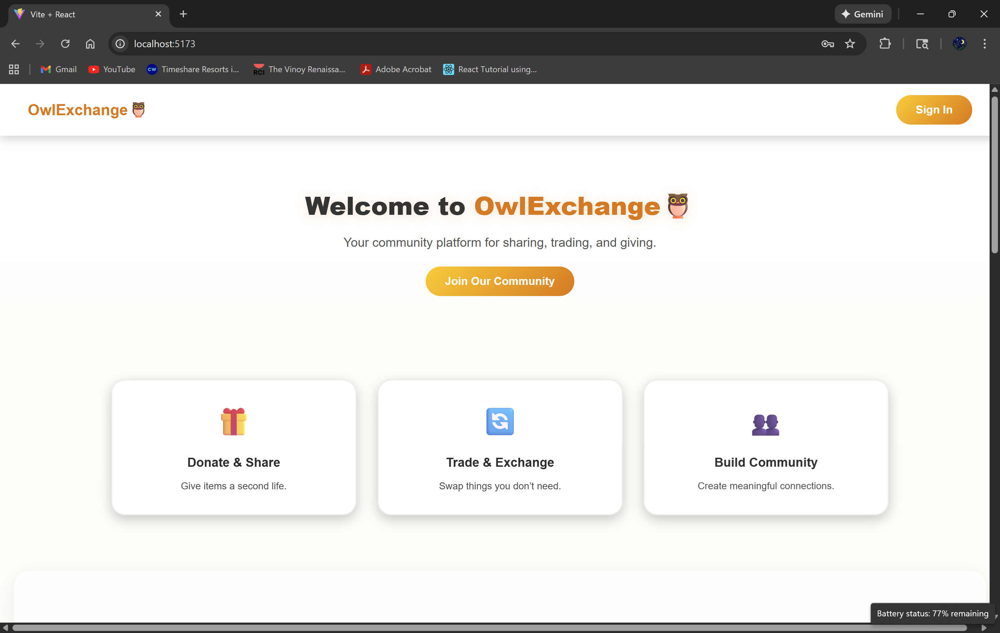 Vite + React
Gemini
localhost:5173
Gmail
YouTube
CW
Timeshare Resorts i...
RCI
The Vinoy Renaissa...
Adobe Acrobat
React Tutorial using...
OwlExchange
Sign In
Welcome to OwlExchange
Your community platform for sharing, trading, and giving.
Join Our Community
Donate & Share
Give items a second life.
Trade & Exchange
Swap things you don’t need.
Build Community
Create meaningful connections.
Battery status: 77% remaining